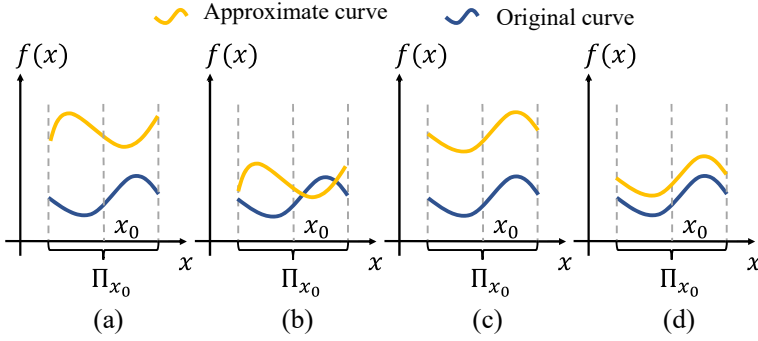 Approximate curve Original curve
f(x) f(x) f(x) f(x)
x₀ x₀ x₀ x₀
x x x x
Πx₀ Πx₀ Πx₀ Πx₀
(a) (b) (c) (d)